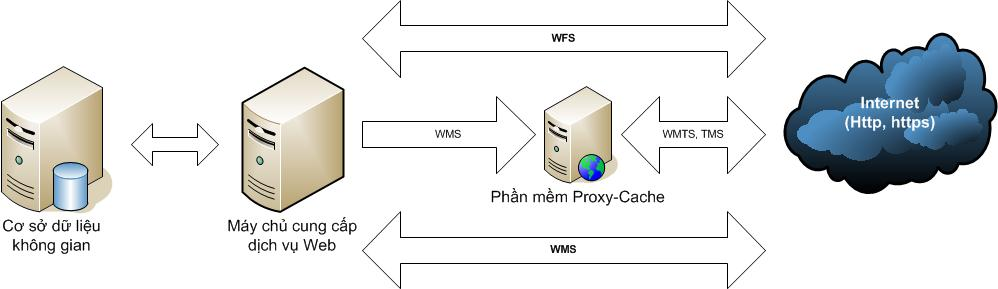 WFS
Internet
(Http, https)
WMS
WMTS, TMS
Phần mềm Proxy-Cache
Cơ sở dữ liệu
không gian
Máy chủ cung cấp
dịch vụ Web
WMS